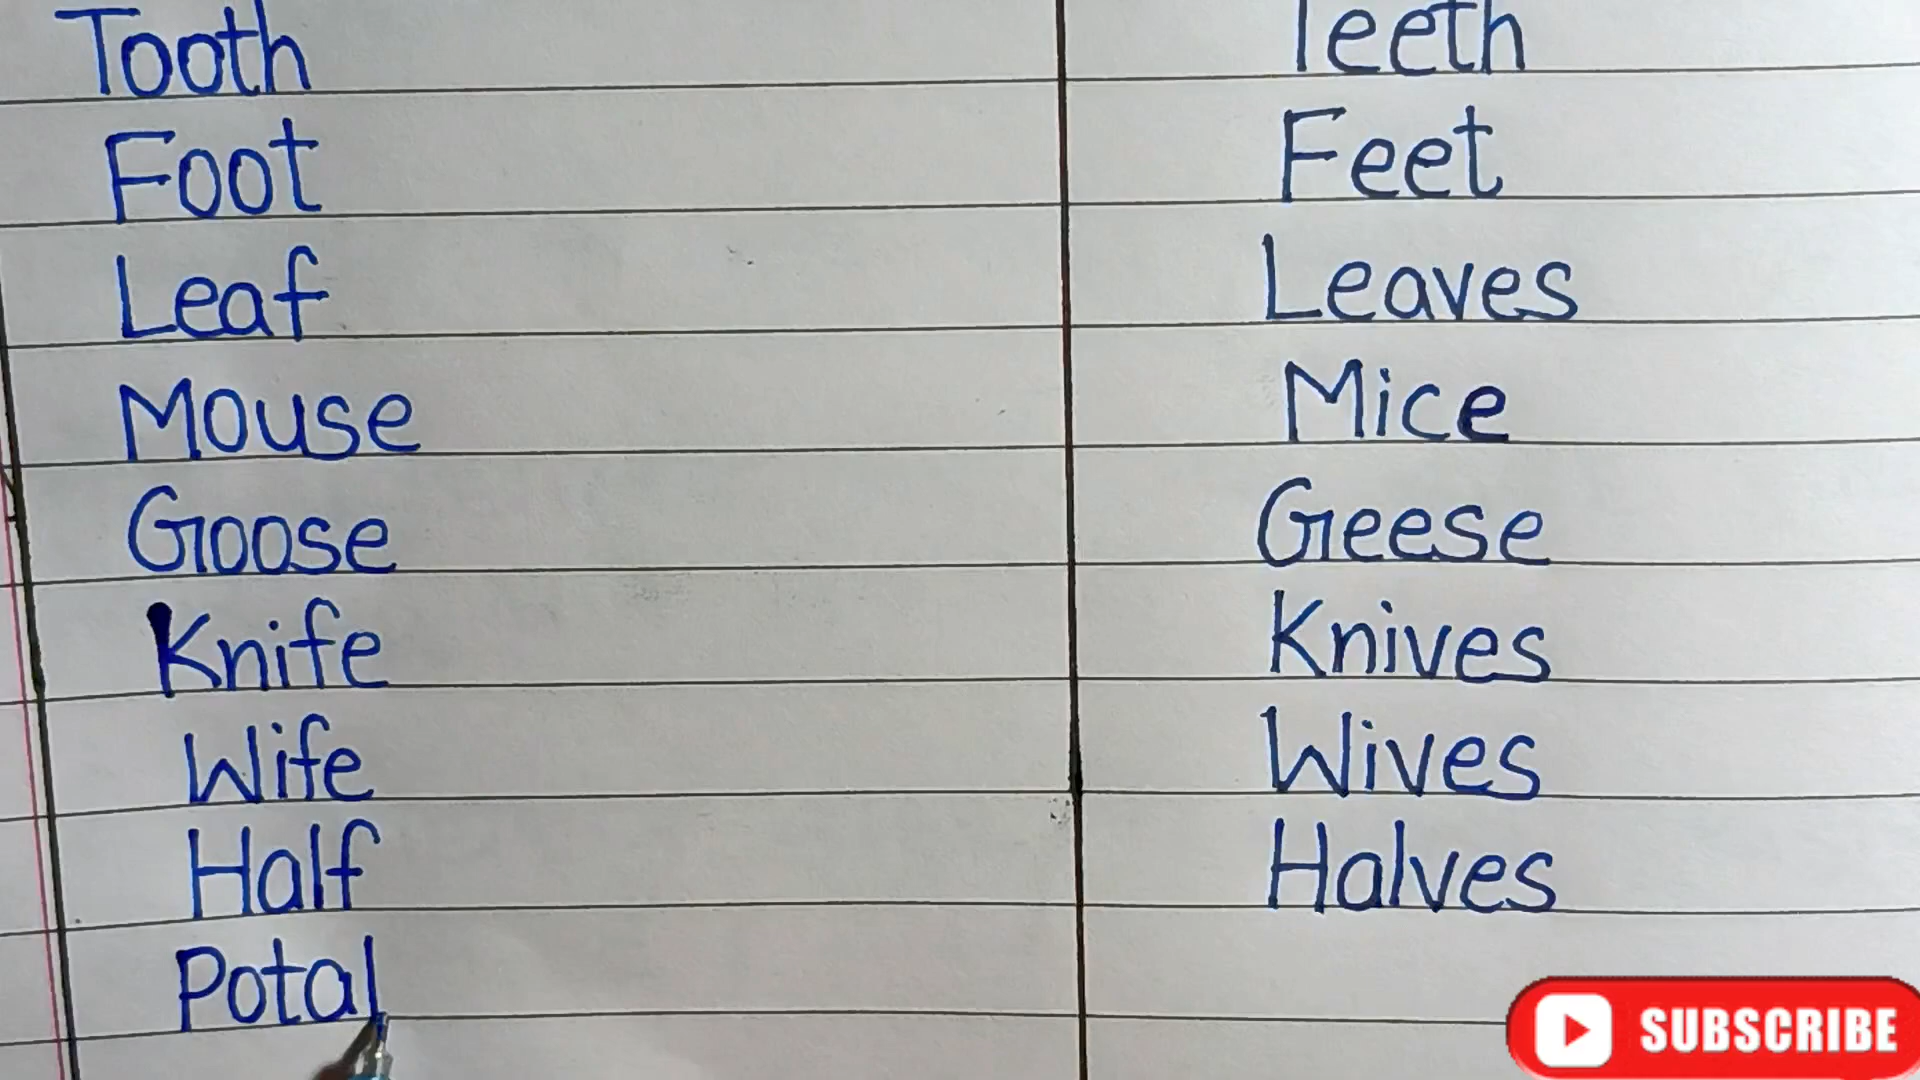 Tooth Teeth
Foot Feet
Leaf Leaves
Mouse Mice
Goose Geese
Knife Knives
Wife Wives
Half Halves
Potal
SUBSCRIBE